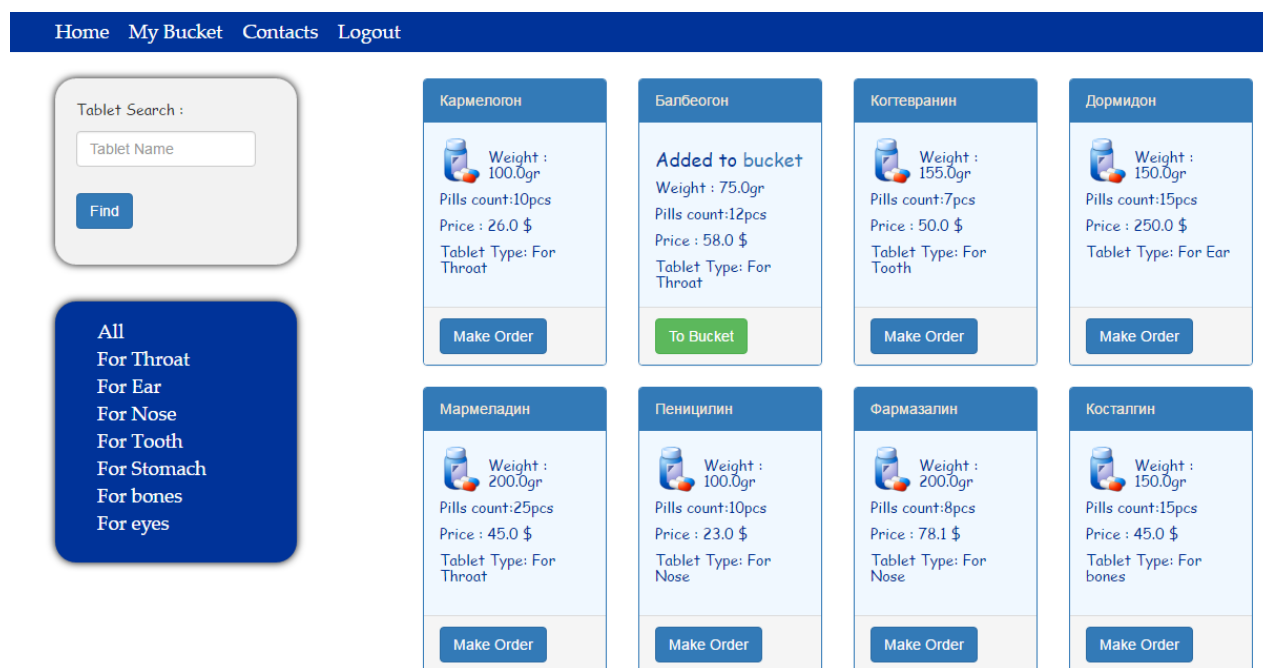 Home My Bucket Contacts Logout
Tablet Search :
Tablet Name
Find
All
For Throat
For Ear
For Nose
For Tooth
For Stomach
For bones
For eyes
Кармелогон
Weight :
100.0gr
Pills count:10pcs
Price : 26.0 $
Tablet Type: For
Throat
Make Order
Балбеогон
Added to bucket
Weight : 75.0gr
Pills count:12pcs
Price : 58.0 $
Tablet Type: For
Throat
To Bucket
Когтевранин
Weight :
155.0gr
Pills count:7pcs
Price : 50.0 $
Tablet Type: For
Tooth
Make Order
Дормидон
Weight :
150.0gr
Pills count:15pcs
Price : 250.0 $
Tablet Type: For Ear
Make Order
Мармеладин
Weight :
200.0gr
Pills count:25pcs
Price : 45.0 $
Tablet Type: For
Throat
Make Order
Пеницилин
Weight :
100.0gr
Pills count:10pcs
Price : 23.0 $
Tablet Type: For
Nose
Make Order
Фармазалин
Weight :
200.0gr
Pills count:8pcs
Price : 78.1 $
Tablet Type: For
Nose
Make Order
Косталгин
Weight :
150.0gr
Pills count:15pcs
Price : 45.0 $
Tablet Type: For
bones
Make Order